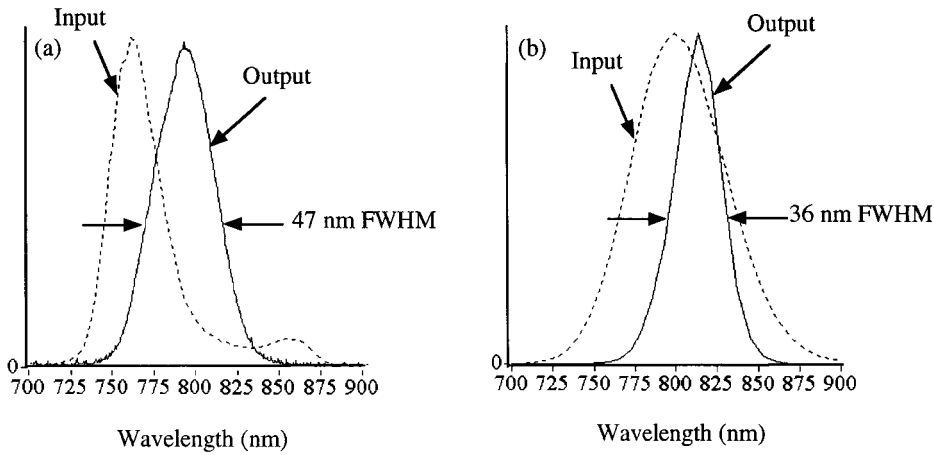 (a)
Input
Output
47 nm FWHM
0
700 725 750 775 800 825 850 875 900
Wavelength (nm)
(b)
Output
Input
36 nm FWHM
0
700 725 750 775 800 825 850 875 900
Wavelength (nm)